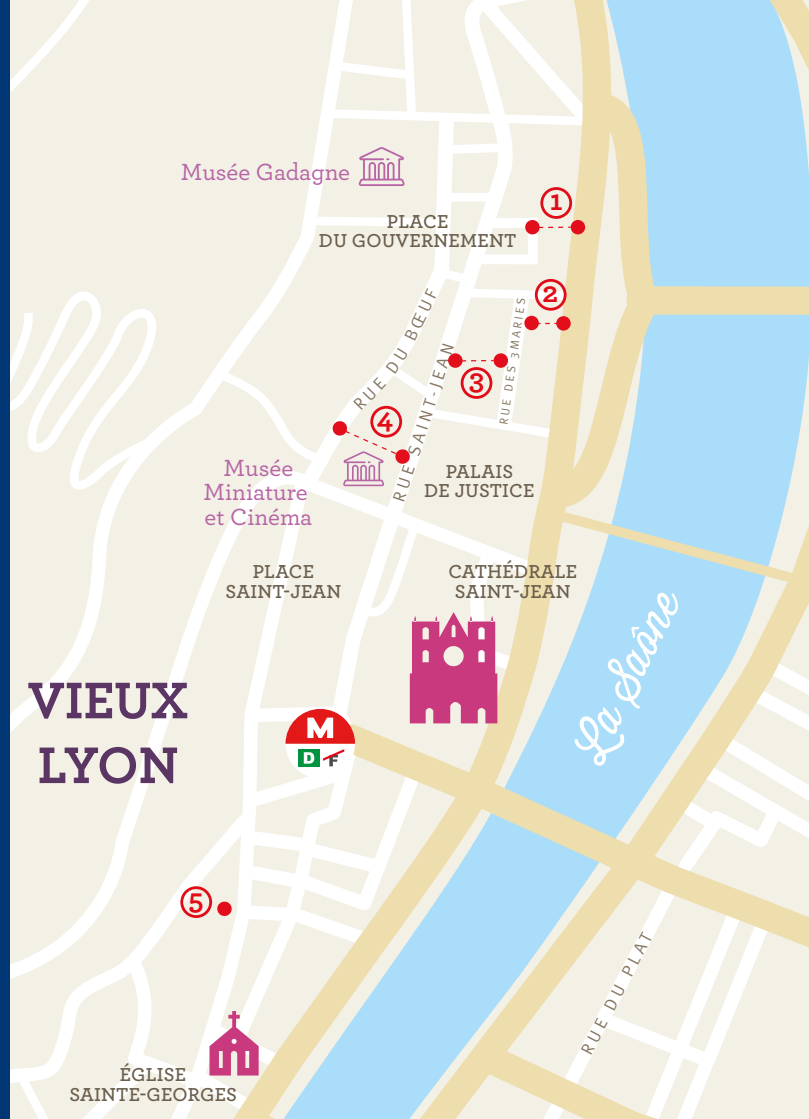 Musée Gadagne
1
PLACE
DU GOUVERNEMENT
2
RUE DU BŒUF
RUE DES 3 MARIES
RUE SAINT-JEAN
3
4
Musée
Miniature
et Cinéma
PALAIS
DE JUSTICE
PLACE
SAINT-JEAN
CATHÉDRALE
SAINT-JEAN
La Saône
VIEUX
LYON
M
D F
5
RUE DU PLAT
ÉGLISE
SAINTE-GEORGES